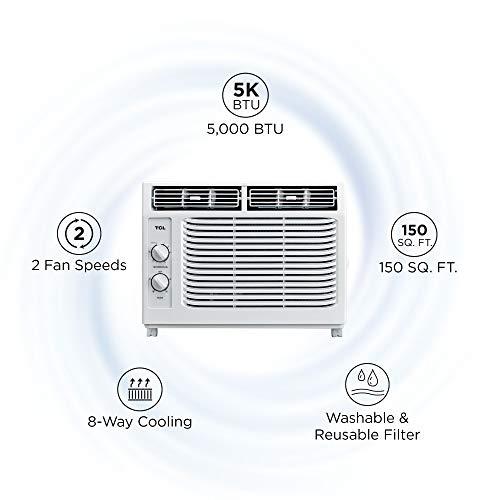 5K
BTU
5,000 BTU
TCL
2
2 Fan Speeds
150
SQ. FT.
150 SQ. FT.
8-Way Cooling
Washable &
Reusable Filter